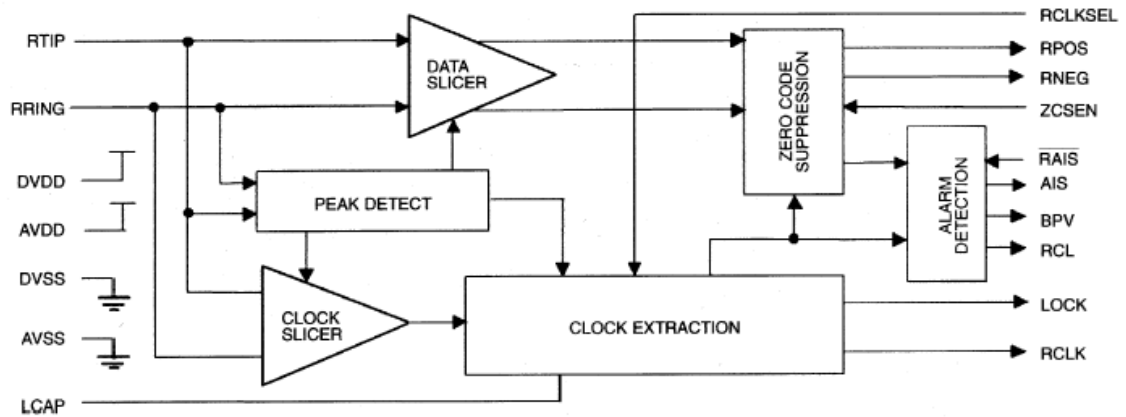 RTIP
RRING
DVDD
AVDD
DVSS
AVSS
LCAP
DATA
SLICER
PEAK DETECT
CLOCK
SLICER
CLOCK EXTRACTION
ZERO CODE
SUPPRESSION
ALARM
DETECTION
RCLKSEL
RPOS
RNEG
ZCSEN
RAIS
AIS
BPV
RCL
LOCK
RCLK